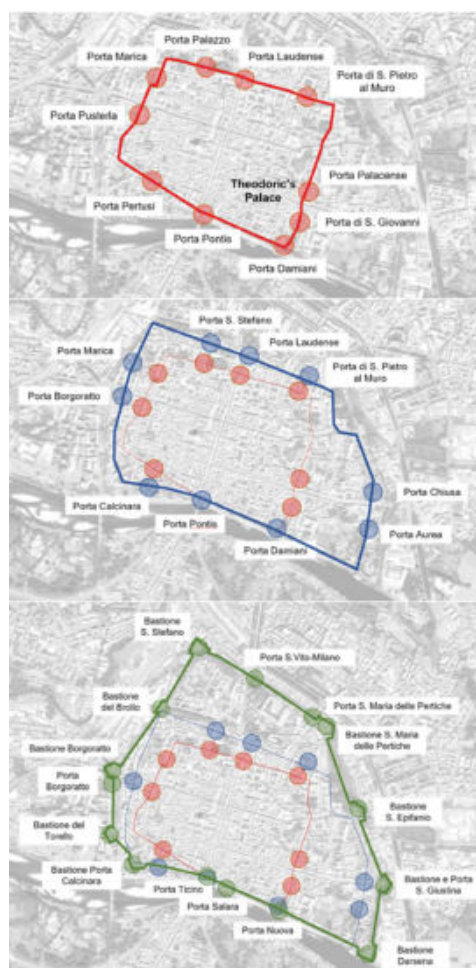 Porta Palazzo
Porta Marica
Porta Laudense
Porta di S. Pietro
al Muro
Porta Pusterla
Theodoric's
Palace
Porta Palacense
Porta Pertusi
Porta di S. Giovanni
Porta Pontis
Porta Damiani
Porta S. Stefano
Porta Marica
Porta Laudense
Porta di S. Pietro
al Muro
Porta Borgoratto
Porta Calcinara
Porta Chiusa
Porta Pontis
Porta Aurea
Porta Damiani
Bastione
S. Stefano
Porta S.Vito-Milano
Bastione
del Brollo
Porta S. Maria delle Pertiche
Bastione S. Maria
delle Pertiche
Bastione Borgoratto
Porta
Borgoratto
Bastione
S. Epifanio
Bastione del
Torello
Bastione Porta
Calcinara
Porta Ticino
Bastione e Porta
S. Giustina
Porta Salara
Porta Nuova
Bastione
Darsena